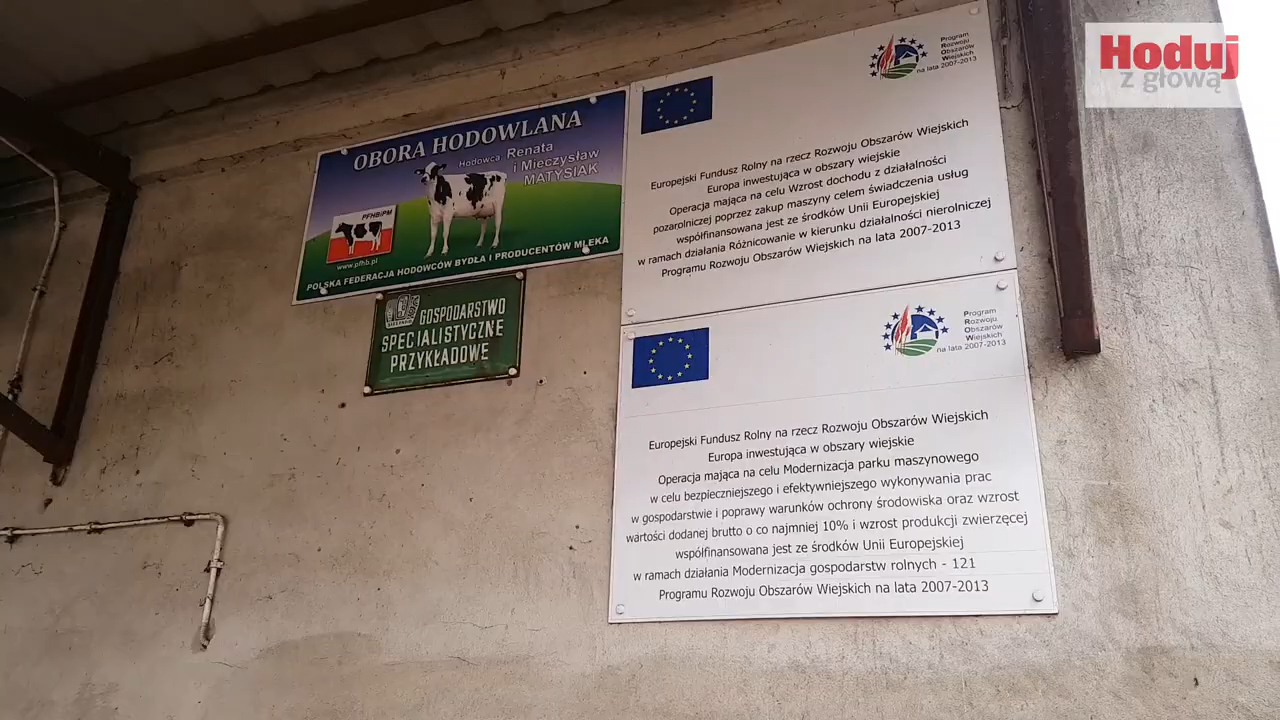 Hoduj
z głową
OBORA HODOWLANA
Hodowca Renata
i Mieczysław
MATYSIAK
PFHBiPM
www.pfhb.pl
POLSKA FEDERACJA HODOWCÓW BYDŁA I PRODUCENTÓW MLEKA
GOSPODARSTWO
SPECJALISTYCZNE
PRZYKŁADOWE
Program
Rozwoju
Obszarów
Wiejskich
na lata 2007-2013
Europejski Fundusz Rolny na rzecz Rozwoju Obszarów Wiejskich
Europa inwestująca w obszary wiejskie
Operacja mająca na celu Wzrost dochodu z działalności
pozarolniczej poprzez zakup maszyny celem świadczenia usług
współfinansowana jest ze środków Unii Europejskiej
w ramach działania Różnicowanie w kierunku działalności nierolniczej
Programu Rozwoju Obszarów Wiejskich na lata 2007-2013
Program
Rozwoju
Obszarów
Wiejskich
na lata 2007-2013
Europejski Fundusz Rolny na rzecz Rozwoju Obszarów Wiejskich
Europa inwestująca w obszary wiejskie
Operacja mająca na celu Modernizacja parku maszynowego
w celu bezpieczniejszego i efektywniejszego wykonywania prac
w gospodarstwie i poprawy warunków ochrony środowiska oraz wzrost
wartości dodanej brutto o co najmniej 10% i wzrost produkcji zwierzęcej
współfinansowana jest ze środków Unii Europejskiej
w ramach działania Modernizacja gospodarstw rolnych - 121
Programu Rozwoju Obszarów Wiejskich na lata 2007-2013